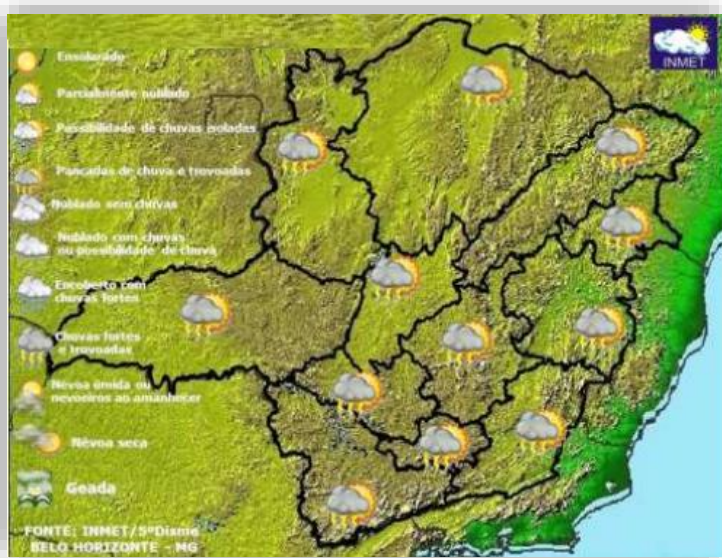 INMET
Ensolarado
Parcialmente nublado
Possibilidade de chuvas isoladas
Pancadas de chuva e trovoadas
Nublado sem chuvas
Nublado com chuvas
ou possibilidade de chuva
Encoberto com
chuvas fortes
Chuvas fortes
e trovoadas
Névoa úmida ou
nevoeiros ao amanhecer
Névoa seca
Geada
FONTE: INMET/5ºDisme
BELO HORIZONTE - MG